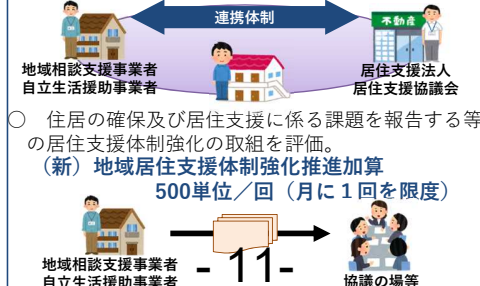 連携体制
不動産
地域相談支援事業者
自立生活援助事業者
居住支援法人
居住支援協議会
○ 住居の確保及び居住支援に係る課題を報告する等
の居住支援体制強化の取組を評価。
（新）地域居住支援体制強化推進加算
500単位／回（月に１回を限度）
地域相談支援事業者
自立生活援助事業者
- 11-
協議の場等